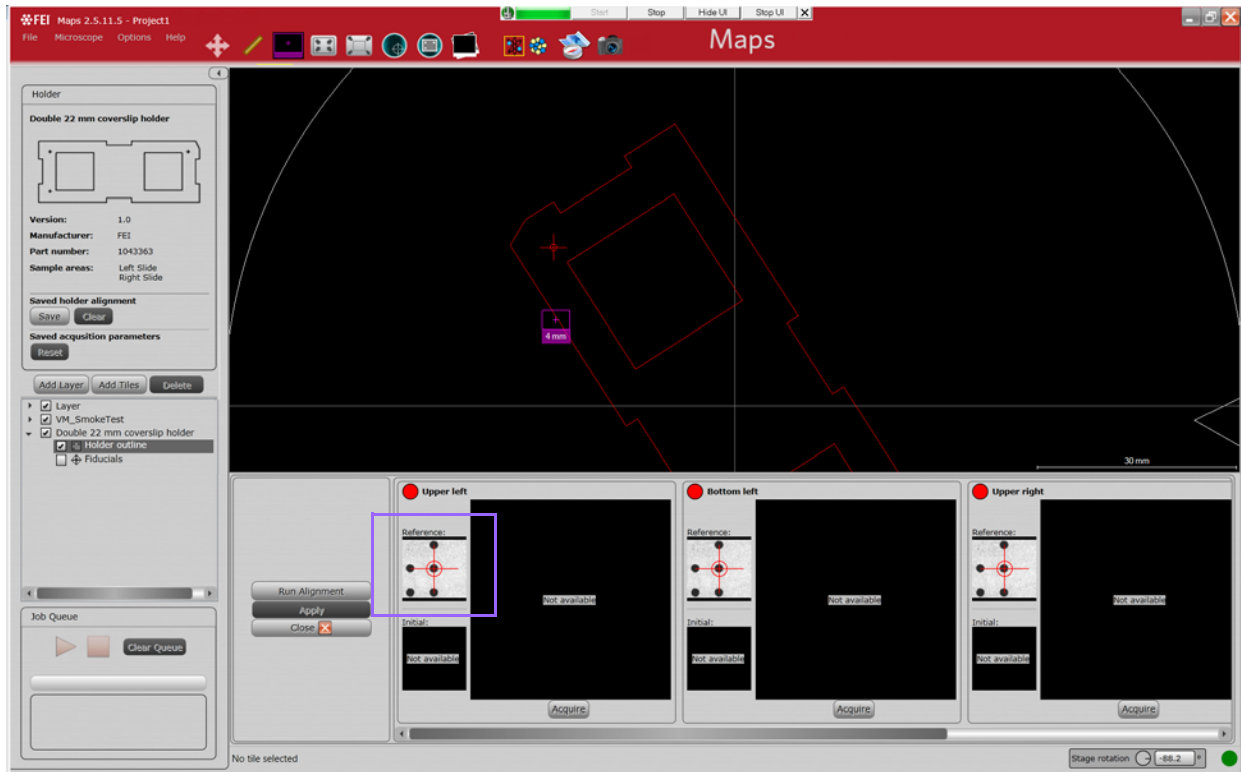 FEI Maps 2.5.11.5 - Project1
Start Stop Hide UI Stop UI X
File Microscope Options Help
Maps
Holder
Double 22 mm coverslip holder
Version: 1.0
Manufacturer: FEI
Part number: 1043363
Sample areas: Left Slide
Right Slide
Saved holder alignment
Save Clear
Saved acqusition parameters
Reset
Add Layer Add Tiles Delete
Layer
VM_SmokeTest
Double 22 mm coverslip holder
Holder outline
Fiducials
Job Queue
Clear Queue
4 mm
30 mm
Run Alignment
Apply
Close
Upper left
Reference:
Not available
Initial:
Not available
Acquire
Bottom left
Reference:
Not available
Initial:
Not available
Acquire
Upper right
Reference:
Not available
Initial:
Not available
Acquire
No tile selected
Stage rotation -88.2 °